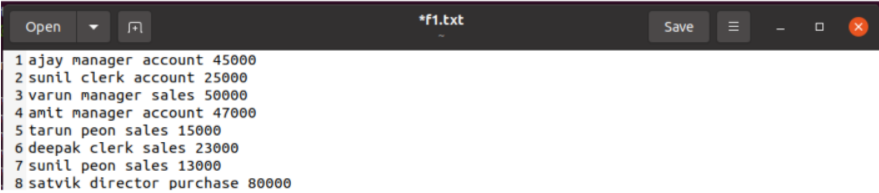 Open *f1.txt Save
~
1 ajay manager account 45000
2 sunil clerk account 25000
3 varun manager sales 50000
4 amit manager account 47000
5 tarun peon sales 15000
6 deepak clerk sales 23000
7 sunil peon sales 13000
8 satvik director purchase 80000